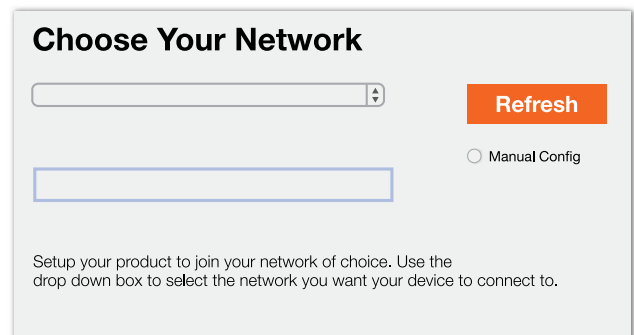 Choose Your Network
Refresh
Manual Config
Setup your product to join your network of choice. Use the
drop down box to select the network you want your device to connect to.